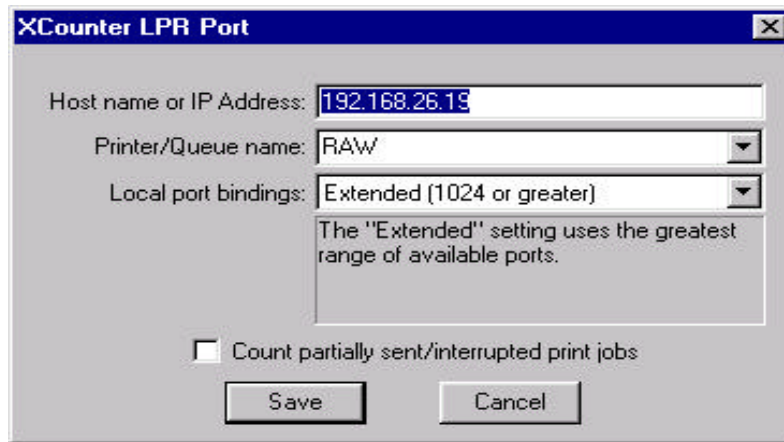 XCounter LPR Port
Host name or IP Address: 192.168.26.19
Printer/Queue name: RAW
Local port bindings: Extended (1024 or greater)
The "Extended" setting uses the greatest
range of available ports.
Count partially sent/interrupted print jobs
Save Cancel